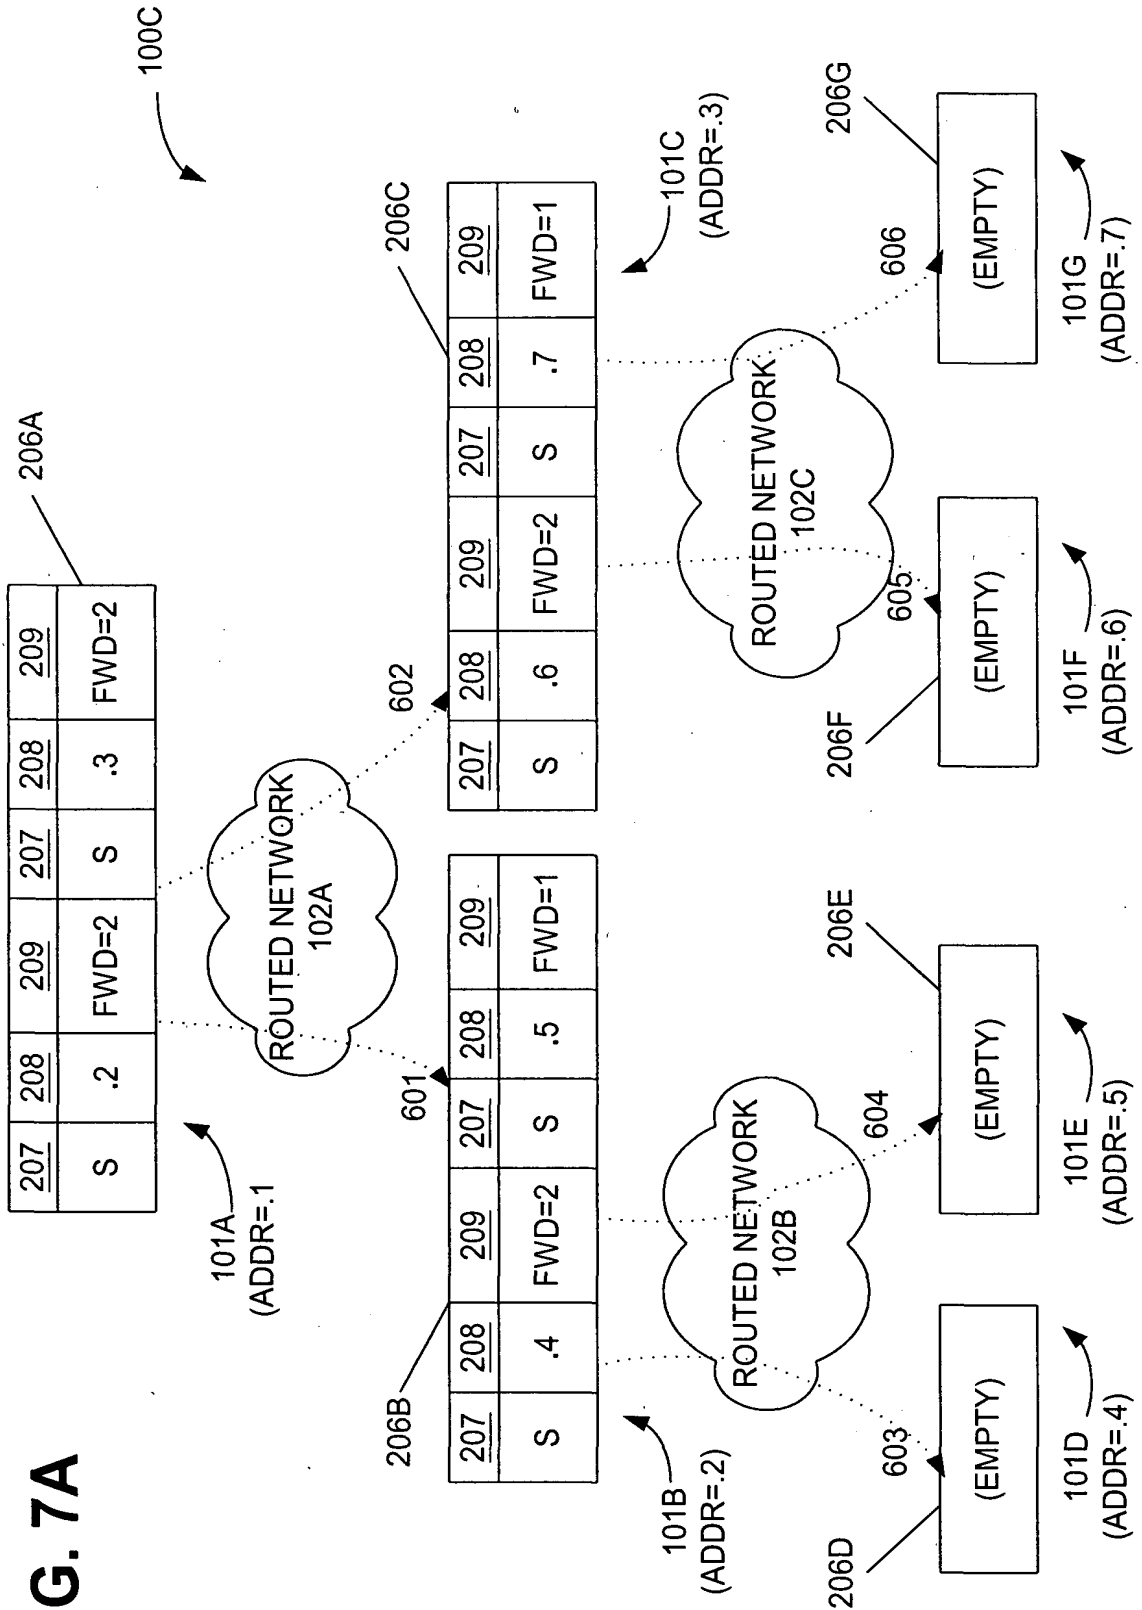 G. 7A
100C
206A
207 208 209 207 208 209
S .2 FWD=2 S .3 FWD=2
101A
(ADDR=.1
ROUTED NETWORK
102A
601
602
206B
206C
207 208 209 207 208 209
S .4 FWD=2 S .5 FWD=1
207 208 209 207 208 209
S .6 FWD=2 S .7 FWD=1
101B
(ADDR=.2)
101C
(ADDR=.3)
ROUTED NETWORK
102B
ROUTED NETWORK
102C
603
604
605
606
206D
206E
206F
206G
(EMPTY)
(EMPTY)
(EMPTY)
(EMPTY)
101D
(ADDR=.4)
101E
(ADDR=.5)
101F
(ADDR=.6)
101G
(ADDR=.7)